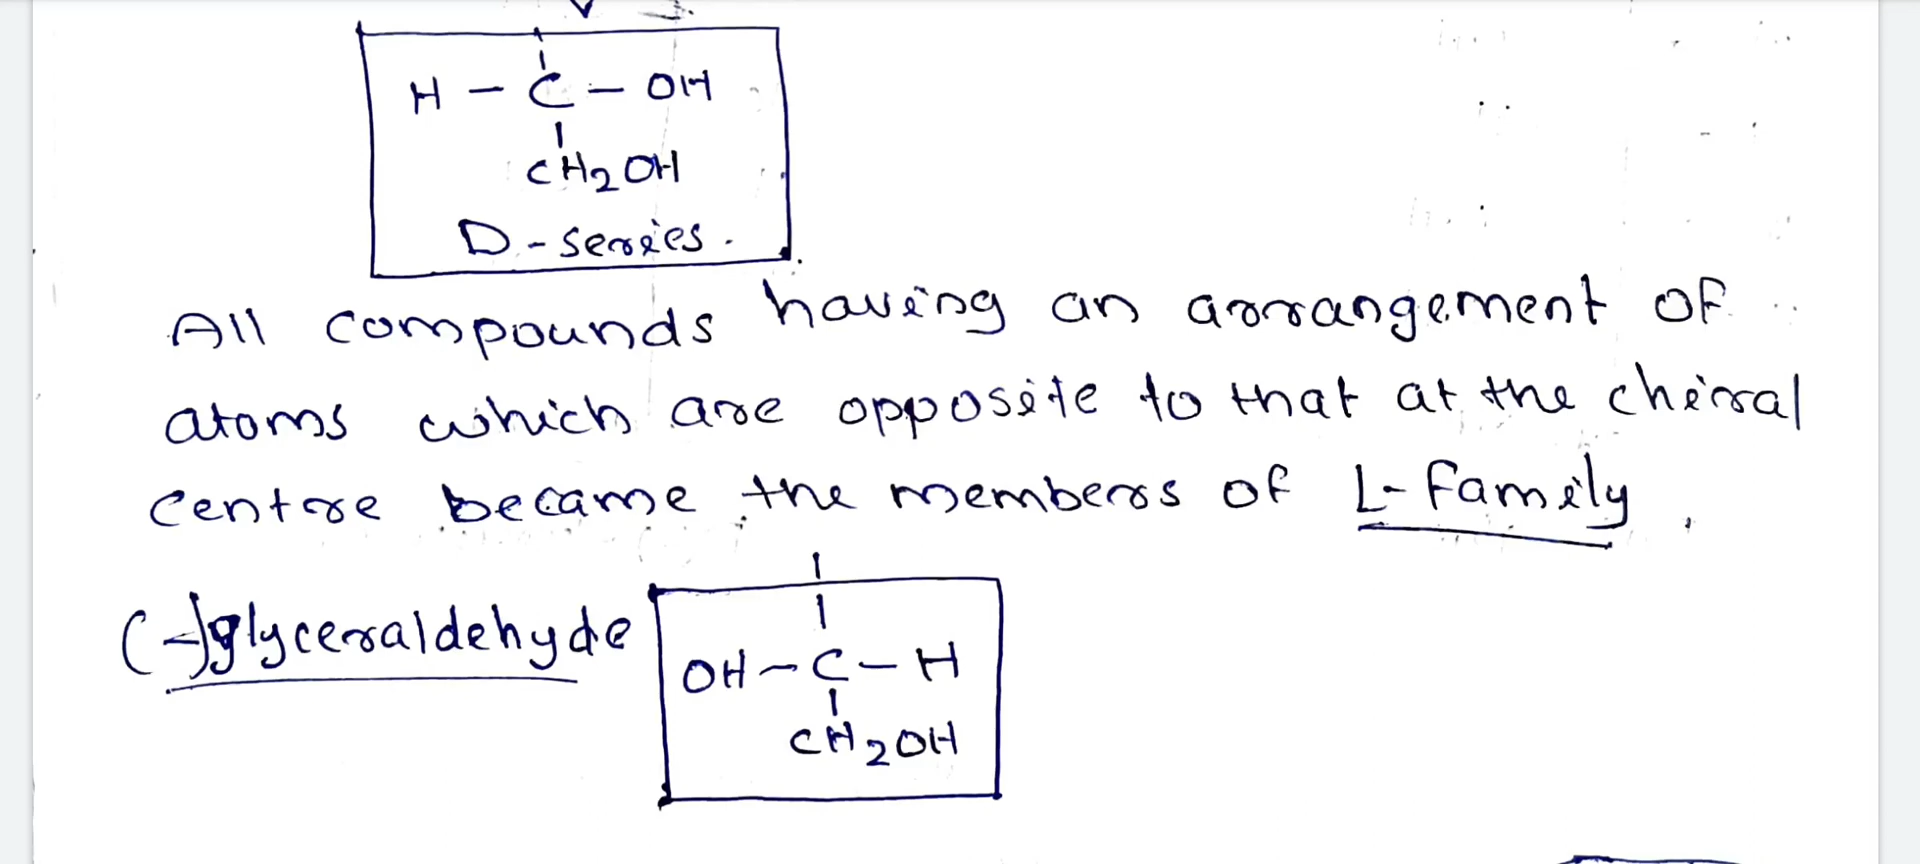 H - C - OH
CH2OH
D - series.
All compounds having an arrangement of
atoms which are opposite to that at the chiral
centre became the members of L- family.
(-)glyceraldehyde
OH - C - H
CH2OH